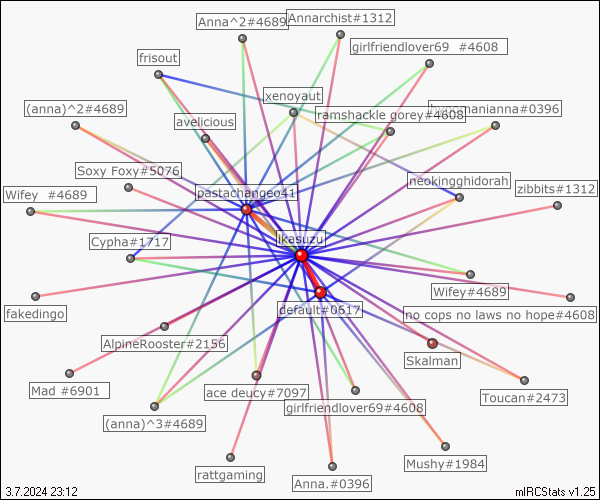 Anna^2#4689
Annarchist#1312
girlfriendlover69 #4608
frisout
xenoyaut
(anna)^2#4689
ramshackle gorey#4608
avelicious
Soxy Foxy#5076
neokingghidorah
Wifey #4689
pastachangeo41
zibbits#1312
Cypha#1717
ikasuzu
Wifey#4689
fakedingo
default#0617
no cops no laws no hope#4608
AlpineRooster#2156
Skalman
Mad #6901
ace deucy#7097
Toucan#2473
(anna)^3#4689
girlfriendlover69#4608
rattgaming
Mushy#1984
Anna.#0396
3.7.2024 23:12
mIRCStats v1.25